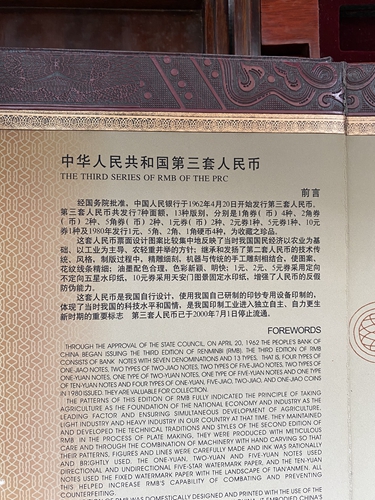 中华人民共和国第三套人民币
THE THIRD SERIES OF RMB OF THE PRC
前言
经国务院批准，中国人民银行于1962年4月20日开始发行第三套人民币。
第三套人民币共发行7种面额，13种版别，分别是1角券（币）4种、2角券
（币）2种、5角券（币）2种、1元券（币）2种、2元券1种、5元券1种、10元
券1种及1980年发行1元、5角、2角、1角硬币4种，为收藏之珍品。
这套人民币票面设计图案比较集中地反映了当时我国国民经济以农业为基
础，以工业为主导、农轻重并举的方针；继承和发扬了第二套人民币的技术传
统、风格，制版过程中，精雕细刻，机器与传统的手工雕刻相结合，使图案、
花纹线条精细；油墨配色合理，色彩新颖、明快；1元、2元、5元券采用定向
不定向五星水印纸，10元券采用天安门图景固定水印纸，增强了人民币的反假
防伪能力。
这套人民币是我国自行设计、使用我国自己研制的印钞专用设备印制的，
体现了当时我国的科技水平和国情，是我国印制工业进入独立自主、自力更生
新时期的重要标志 第三套人民币已于2000年7月1日停止流通。
FOREWORDS
THROUGH THE APPROVAL OF THE STATE COUNCIL, ON APRIL 20, 1962 THE PEOPLE'S BANK OF
CHINA BEGAN ISSUING THE THIRD EDITION OF RENMINBI (RMB). THE THIRD EDITION OF RMB
CONSISTS OF BANK NOTES WITH SEVEN DENOMINATIONS AND 13 TYPES. THAT IS, FOUR TYPES OF
ONE-JIAO NOTES, TWO TYPES OF TWO-JIAO NOTES, TWO TYPES OF FIVE-JIAO NOTES, TWO TYPES OF
ONE-YUAN NOTES, ONE TYPE OF TWO-YUAN NOTES, ONE TYPE OF FIVE-YUAN NOTES AND ONE TYPE
OF TEN-YUAN NOTES AND FOUR TYPES OF ONE-YUAN, FIVE-JIAO, TWO-JIAO, AND ONE-JIAO COINS
IN 1980 ISSUED. THEY ARE VALUABLE FOR COLLECTION.
THE PATTERNS OF THIS EDITION OF RMB FULLY INDICATED THE PRINCIPLE OF TAKING
AGRICULTURE AS THE FOUNDATION OF THE NATIONAL ECONOMY AND INDUSTRY AS THE
LEADING FACTOR AND ENSURING SIMULTANEOUS DEVELOPMENT OF AGRICULTURE,
LIGHT INDUSTRY AND HEAVY INDUSTRY IN OUR COUNTRY AT THAT TIME. THEY MAINTAINED
AND DEVELOPED THE TECHNICAL TRADITIONS AND STYLES OF THE SECOND EDITION OF
RMB. IN THE PROCESS OF PLATE MAKING, THEY WERE PRODUCED WITH METICULOUS
CARE AND THROUGH THE COMBINATION OF MACHINERY WITH HAND CARVING SO THAT
THEIR PATTERNS, FIGURES AND LINES WERE CAREFULLY MADE AND INK WAS RATIONALLY
AND BRIGHTLY USED. THE ONE-YUAN, TWO-YUAN AND FIVE-YUAN NOTES USED
DIRECTIONAL AND UNDIRECTIONAL FIVE-STAR WATERMARK PAPER, AND THE TEN-YUAN
NOTES USED THE FIXED WATERMARK PAPER WITH THE LANDSCAPE OF TIAN'ANMEN. ALL
THIS HELPED INCREASE RMB'S CAPABILITY OF COMBATING AND PREVENTING
COUNTERFEITING.
RMB WAS DOMESTICALLY DESIGNED AND PRINTED WITH THE USE OF THE